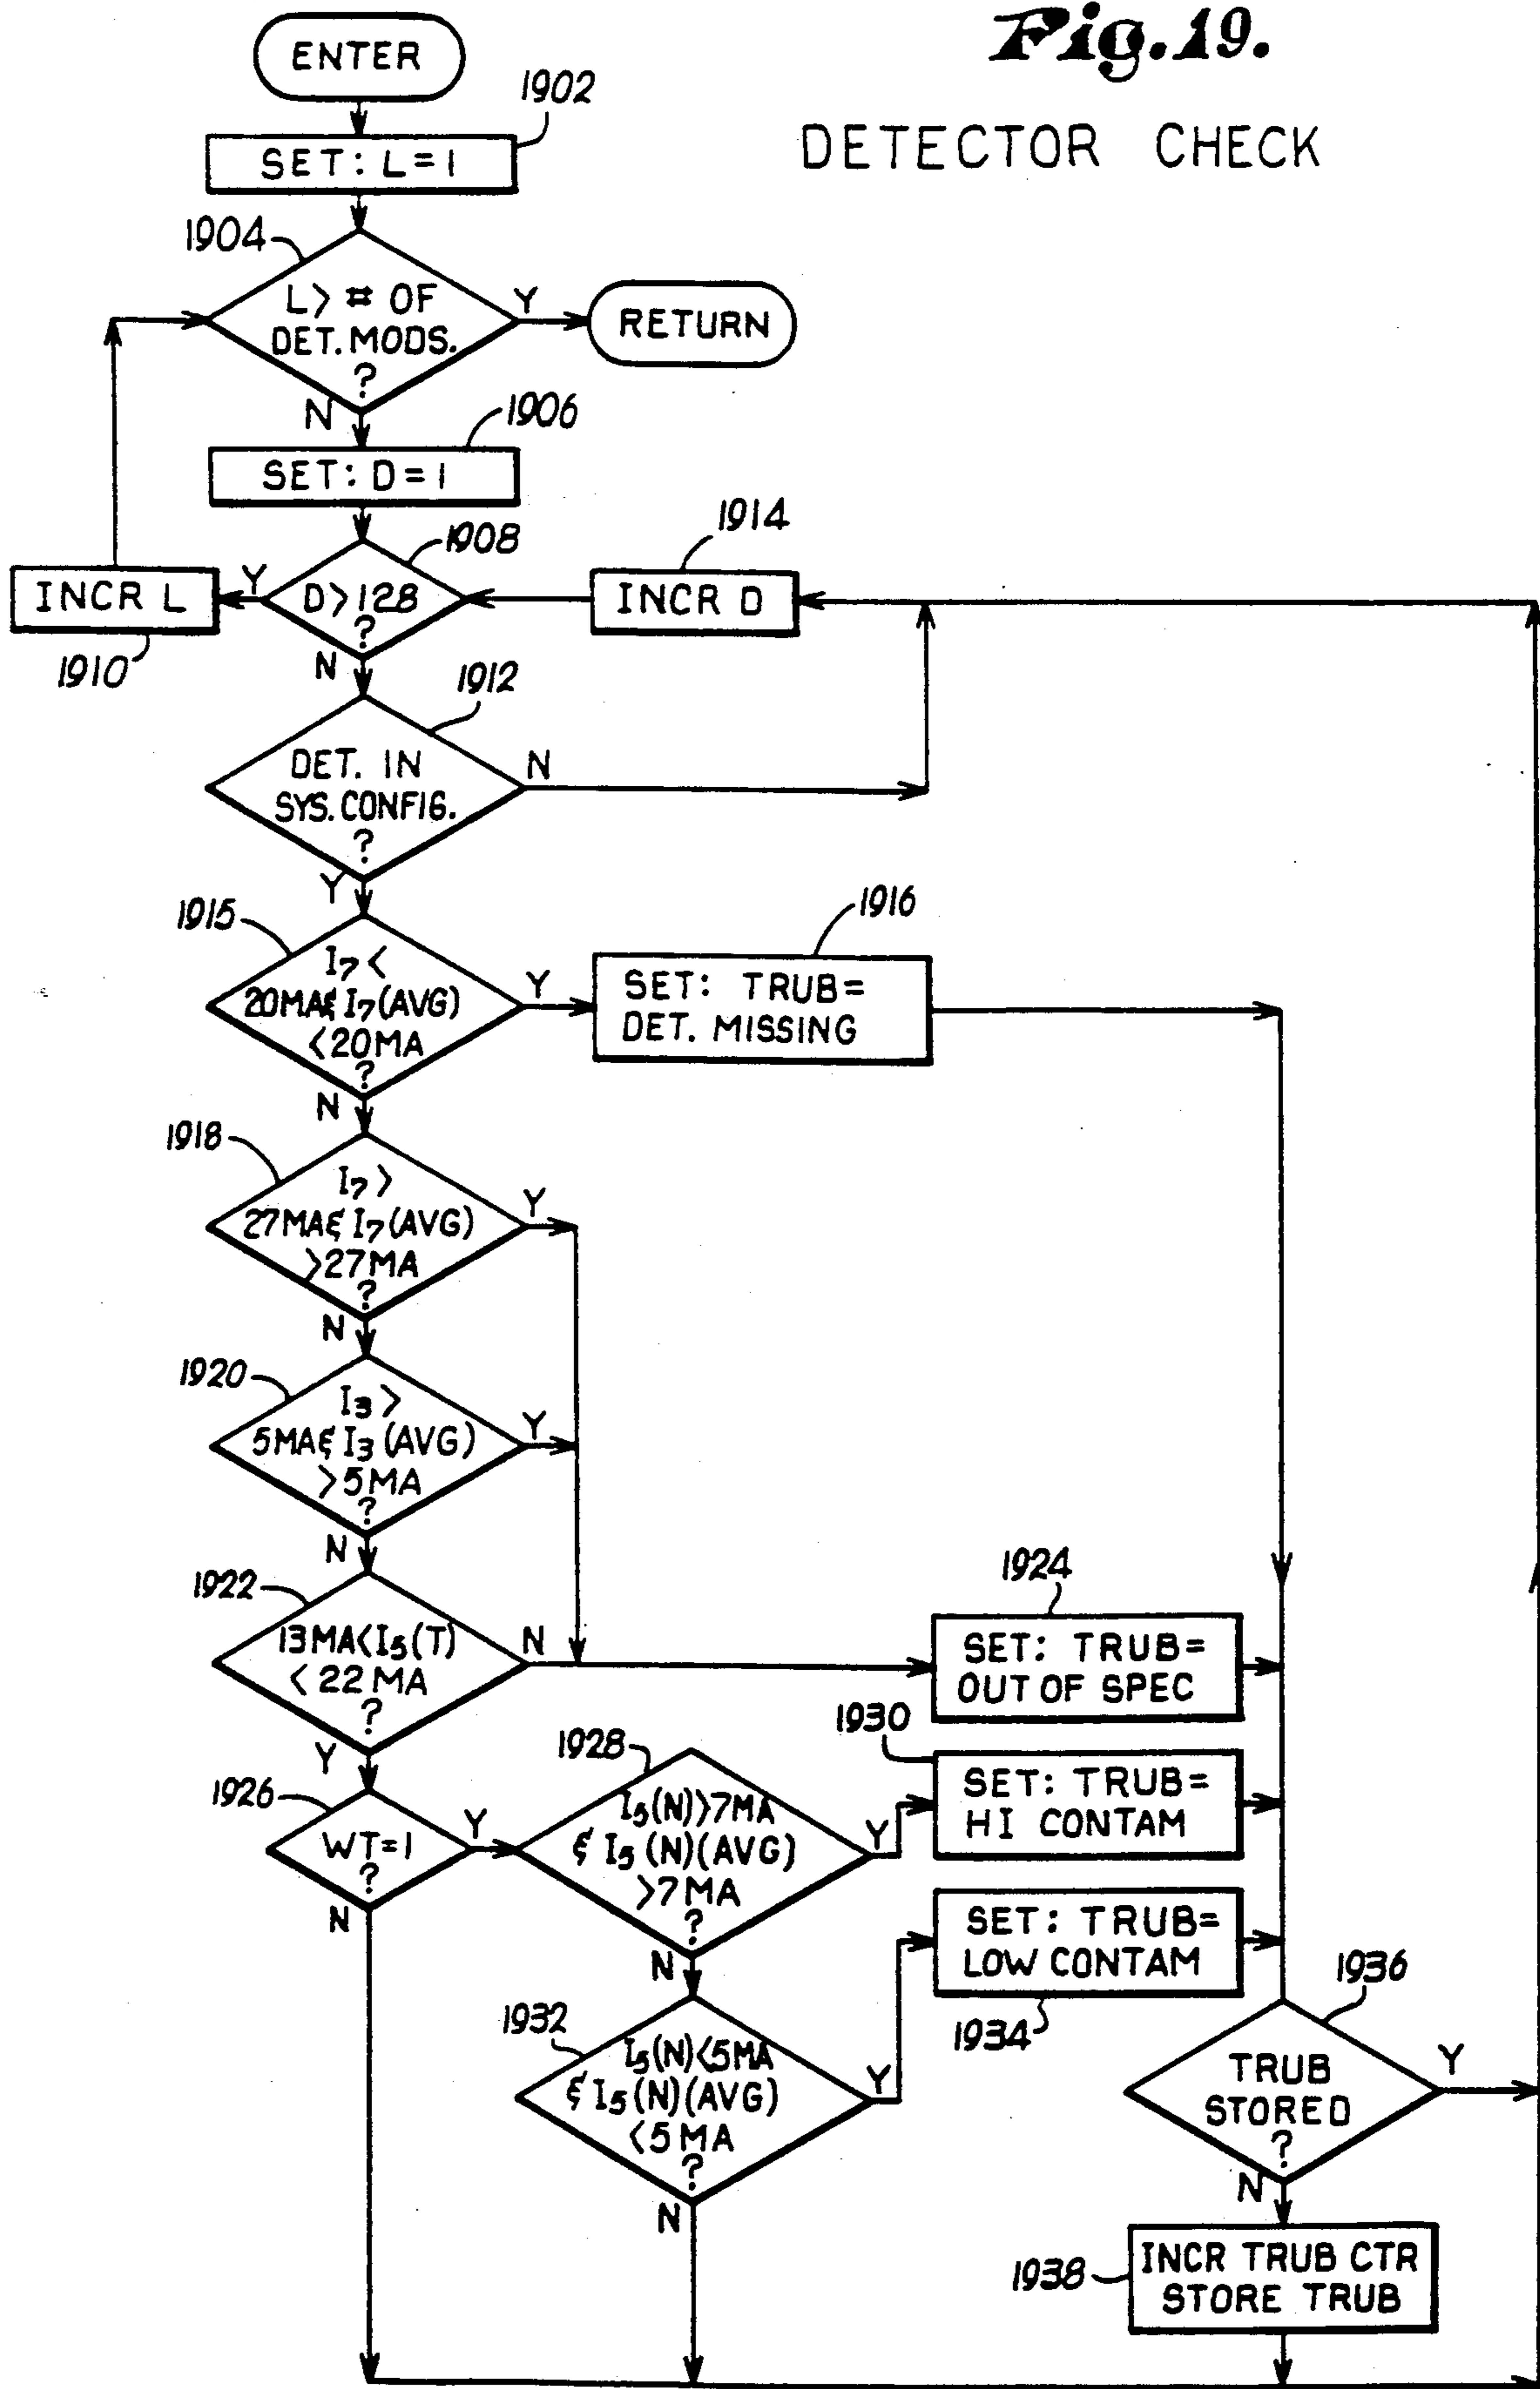 Fig. 19.
DETECTOR CHECK
ENTER
1902
SET: L = 1
1904
L > # OF
DET. MODS.
?
Y
RETURN
N
1906
SET: D = 1
1908
D > 128
?
Y
INCR L
1910
1914
INCR D
N
1912
DET. IN
SYS. CONFIG.
?
N
Y
1915
I7 <
20MA & I7 (AVG)
< 20MA
?
Y
1916
SET: TRUB =
DET. MISSING
N
1918
I7 >
27MA & I7 (AVG)
> 27MA
?
Y
N
1920
I3 >
5MA & I3 (AVG)
> 5MA
?
Y
N
1922
13MA < I5(T)
< 22MA
?
N
1924
SET: TRUB =
OUT OF SPEC
Y
1926
WT = 1
?
Y
N
1928
I5(N) > 7MA
& I5 (N)(AVG)
> 7MA
?
Y
1930
SET: TRUB =
HI CONTAM
N
1932
I5(N) < 5MA
& I5(N)(AVG)
< 5MA
?
Y
SET: TRUB =
LOW CONTAM
1934
N
1936
TRUB
STORED
?
Y
N
1938
INCR TRUB CTR
STORE TRUB